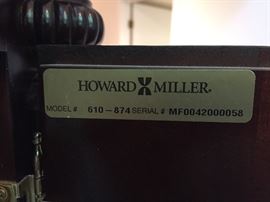 HOWARD MILLER®
MODEL # 610-874 SERIAL # MF0042000058